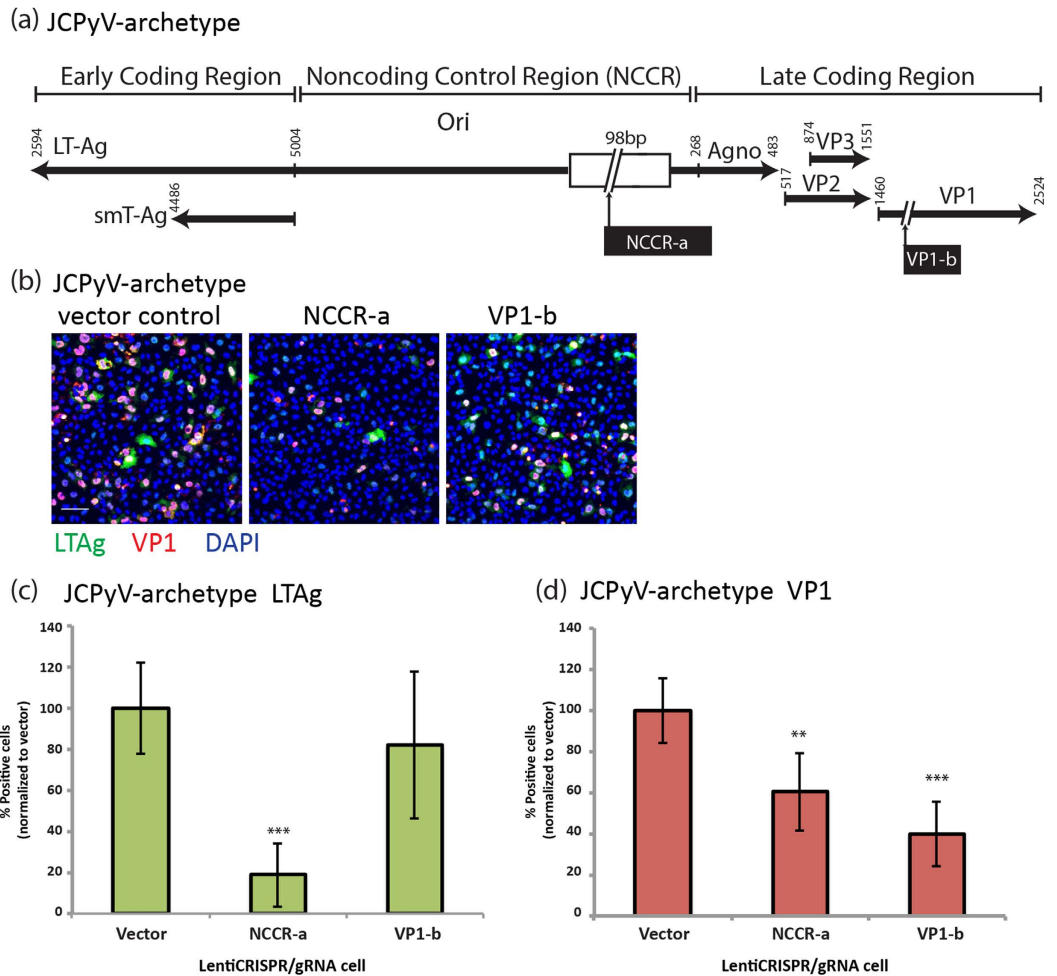 (a) JCPyV-archetype
Early Coding Region
Noncoding Control Region (NCCR)
Late Coding Region
2594
LT-Ag
5004
Ori
98bp
268
Agno
483
874
VP3
1551
517
VP2
1460
VP1
2524
4486
smT-Ag
NCCR-a
VP1-b
(b) JCPyV-archetype
vector control
NCCR-a
VP1-b
LTAg VP1 DAPI
(c) JCPyV-archetype LTAg
% Positive cells
(normalized to vector)
140
120
100
80
60
40
20
0
***
Vector
NCCR-a
VP1-b
LentiCRISPR/gRNA cell
(d) JCPyV-archetype VP1
% Positive cells
(normalized to vector)
140
120
100
80
60
40
20
0
**
***
Vector
NCCR-a
VP1-b
LentiCRISPR/gRNA cell